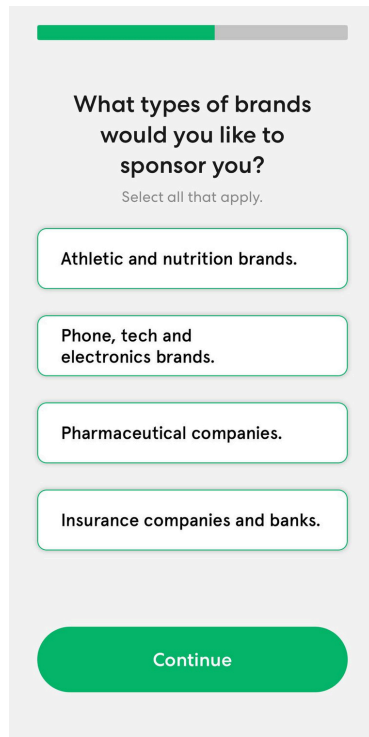 What types of brands
would you like to
sponsor you?
Select all that apply.
Athletic and nutrition brands.
Phone, tech and
electronics brands.
Pharmaceutical companies.
Insurance companies and banks.
Continue